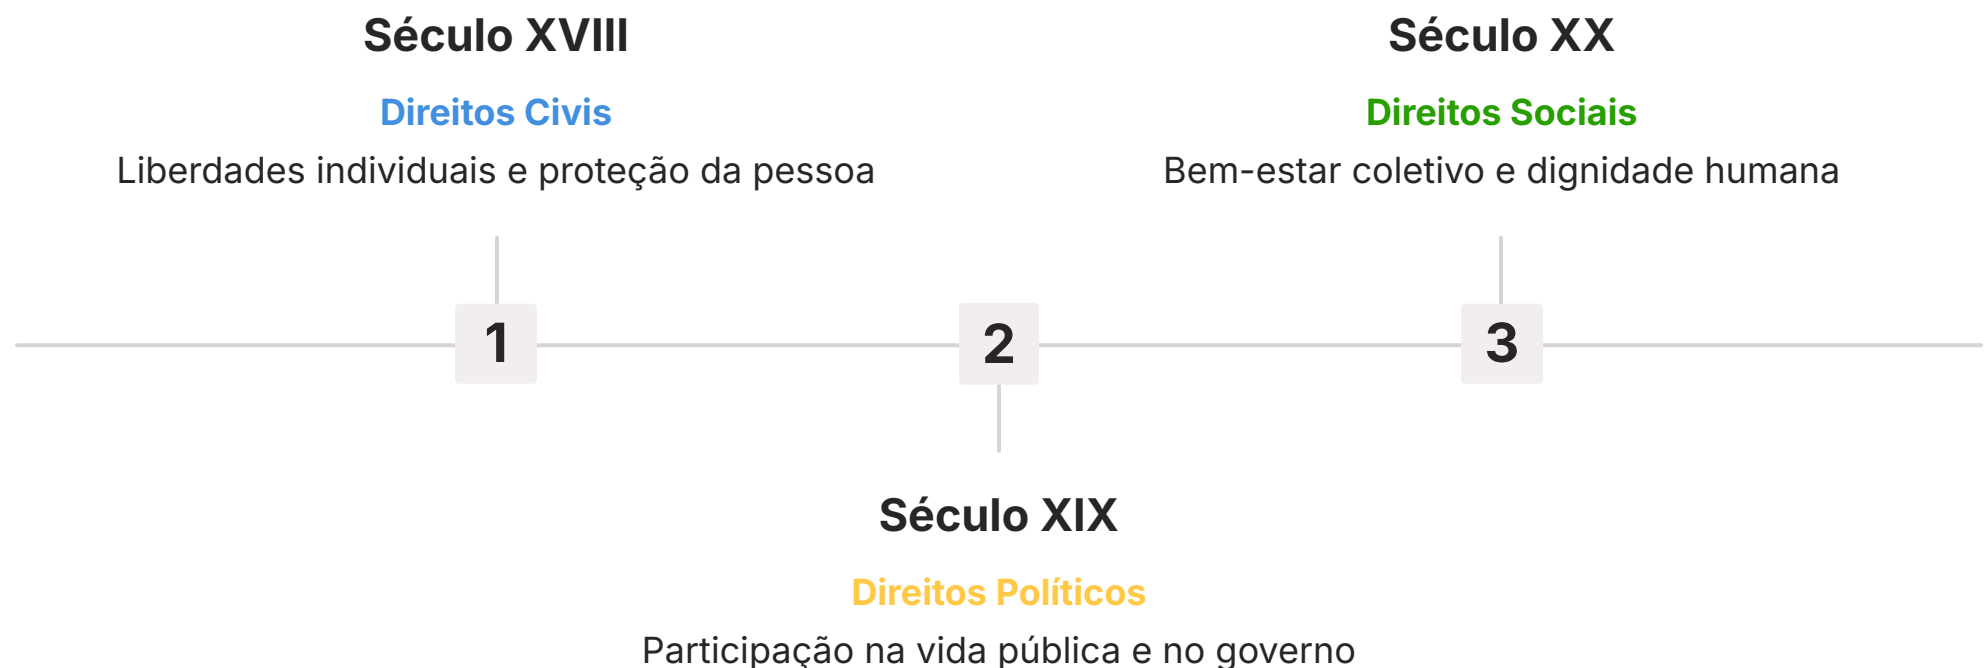 Século XVIII
Direitos Civis
Liberdades individuais e proteção da pessoa
Século XX
Direitos Sociais
Bem-estar coletivo e dignidade humana
1
2
3
Século XIX
Direitos Políticos
Participação na vida pública e no governo